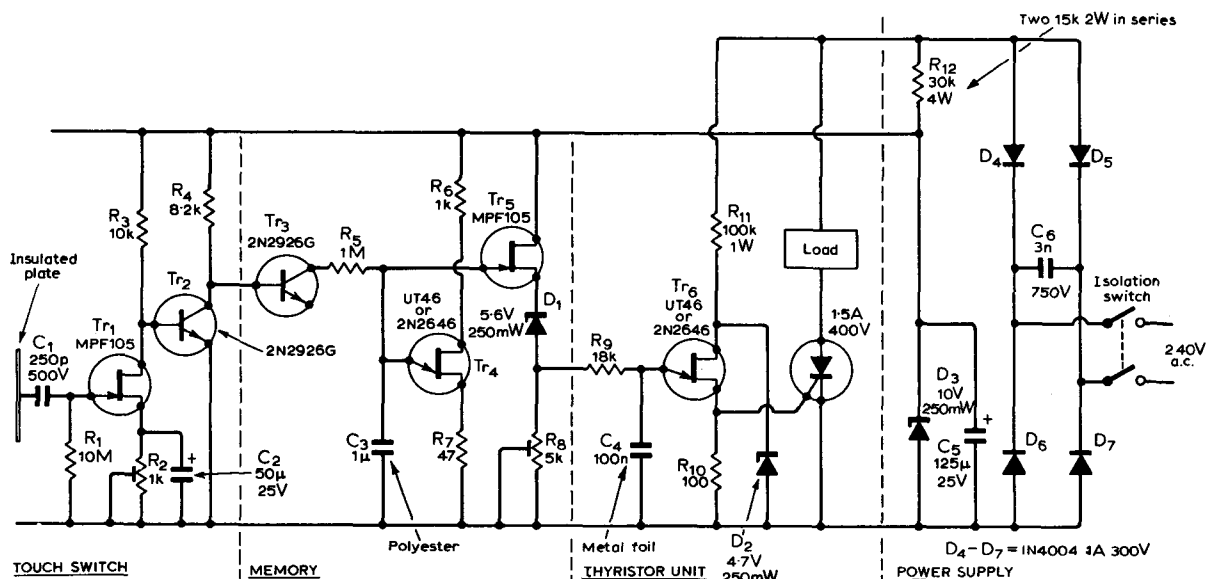 Two 15k 2W in series
R12
30k
4W
D4
D5
R3
10k
R4
8·2k
Tr3
2N2926G
R5
1M
R6
1k
Tr5
MPF105
R11
100k
1W
Load
C6
3n
750V
Isolation
switch
240V
a.c.
Insulated
plate
C1
250p
500V
Tr1
MPF105
Tr2
2N2926G
UT46
or
2N2646
Tr4
5·6V
250mW
D1
R9
18k
Tr6
UT46
or
2N2646
1·5A
400V
D3
10V
250mW
C5
125µ
25V
+
D6
D7
R1
10M
R2
1k
+
C2
50µ
25V
C3
1µ
R7
47
R8
5k
C4
100n
R10
100
Polyester
Metal foil
D2
4·7V
250mW
D4–D7 = IN4004 1A 300V
TOUCH SWITCH
MEMORY
THYRISTOR UNIT
POWER SUPPLY